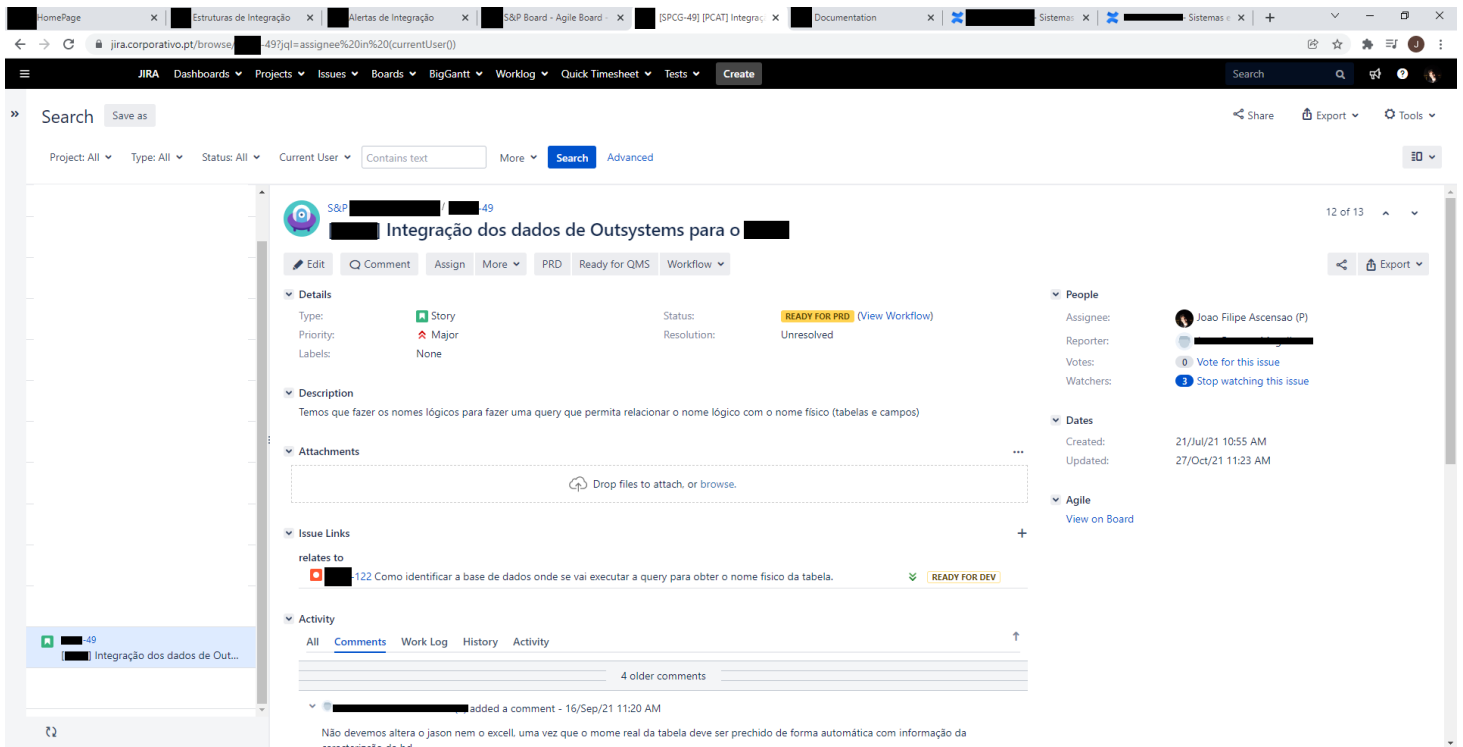 HomePage × Estruturas de Integração × Alertas de Integração × S&P Board - Agile Board - × [SPCG-49] [PCAT] Integraç × Documentation × - Sistemas × - Sistemas e × +
jira.corporativo.pt/browse/ -49?jql=assignee%20in%20(currentUser()) J
JIRA Dashboards Projects Issues Boards BigGantt Worklog Quick Timesheet Tests Create Search
Search Save as Share Export Tools
Project: All Type: All Status: All Current User Contains text More Search Advanced
S&P / -49 12 of 13
[ ] Integração dos dados de Outsystems para o
Edit Comment Assign More PRD Ready for QMS Workflow Export
Details People
Type: Story Status: READY FOR PRD (View Workflow) Assignee: Joao Filipe Ascensao (P)
Priority: Major Resolution: Unresolved Reporter:
Labels: None Votes: 0 Vote for this issue
Watchers: 3 Stop watching this issue
Description
Temos que fazer os nomes lógicos para fazer uma query que permita relacionar o nome lógico com o nome físico (tabelas e campos)
Dates
Created: 21/Jul/21 10:55 AM
Attachments
Updated: 27/Oct/21 11:23 AM
Drop files to attach, or browse.
Agile
View on Board
Issue Links
relates to
-122 Como identificar a base de dados onde se vai executar a query para obter o nome fisico da tabela. READY FOR DEV
Activity
All Comments Work Log History Activity
-49
[ ] Integração dos dados de Out...
4 older comments
added a comment - 16/Sep/21 11:20 AM
Não devemos altera o jason nem o excell, uma vez que o mome real da tabela deve ser prechido de forma automática com informação da